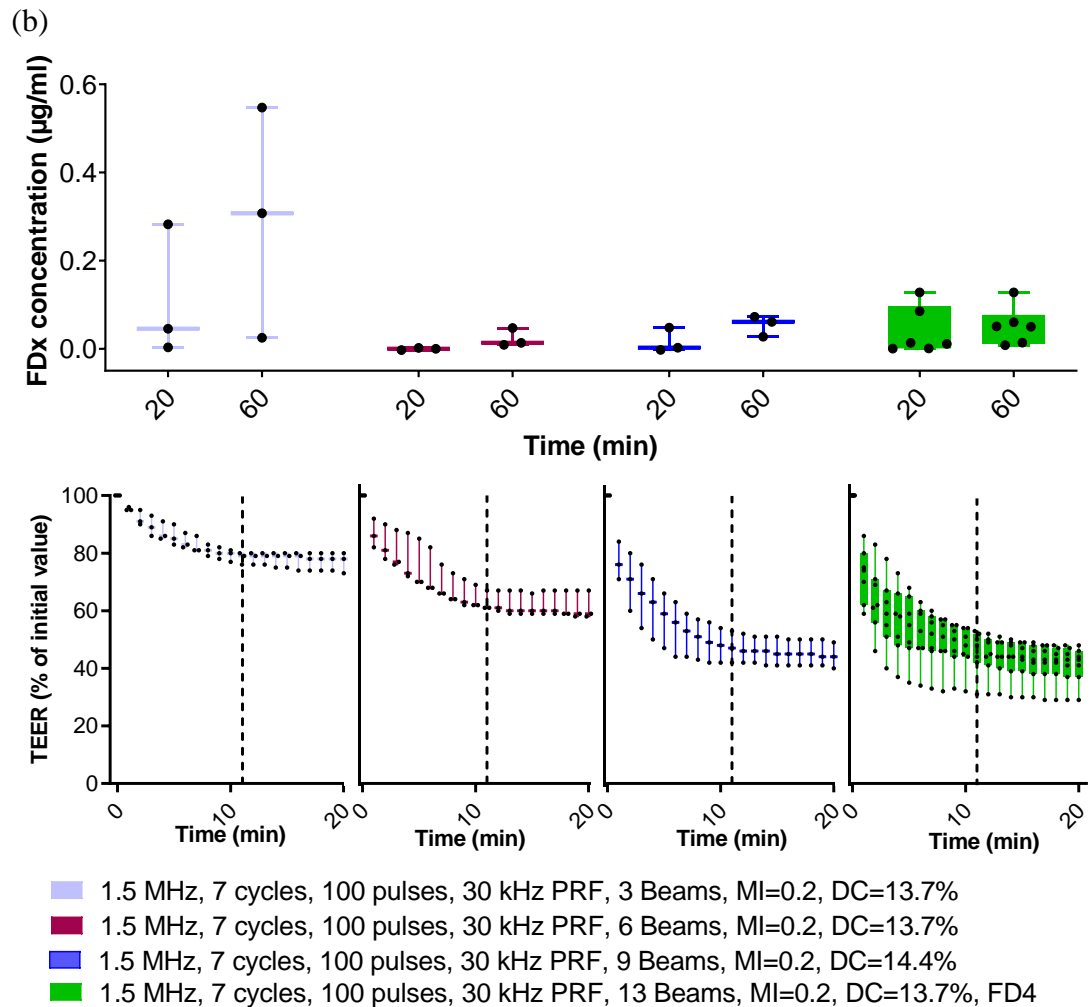 (b)
FDx concentration (µg/ml)
0.6
0.4
0.2
0.0
20 60 20 60 20 60 20 60
Time (min)
TEER (% of initial value)
100
80
60
40
20
0
0 10 20 0 10 20 0 10 20 0 10 20
Time (min) Time (min) Time (min) Time (min)
1.5 MHz, 7 cycles, 100 pulses, 30 kHz PRF, 3 Beams, MI=0.2, DC=13.7%
1.5 MHz, 7 cycles, 100 pulses, 30 kHz PRF, 6 Beams, MI=0.2, DC=13.7%
1.5 MHz, 7 cycles, 100 pulses, 30 kHz PRF, 9 Beams, MI=0.2, DC=14.4%
1.5 MHz, 7 cycles, 100 pulses, 30 kHz PRF, 13 Beams, MI=0.2, DC=13.7%, FD4